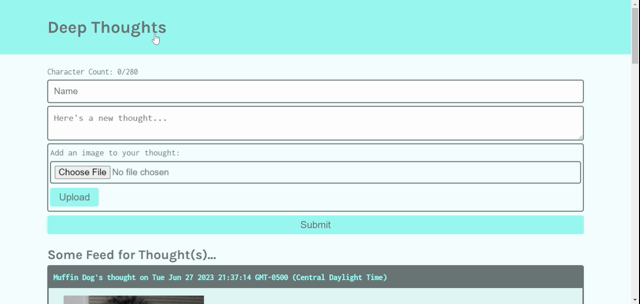 Deep Thoughts
Character Count: 0/280
Name
Here's a new thought...
Add an image to your thought:
Choose File No file chosen
Upload
Submit
Some Feed for Thought(s)...
Muffin Dog's thought on Tue Jun 27 2023 21:37:14 GMT-0500 (Central Daylight Time)